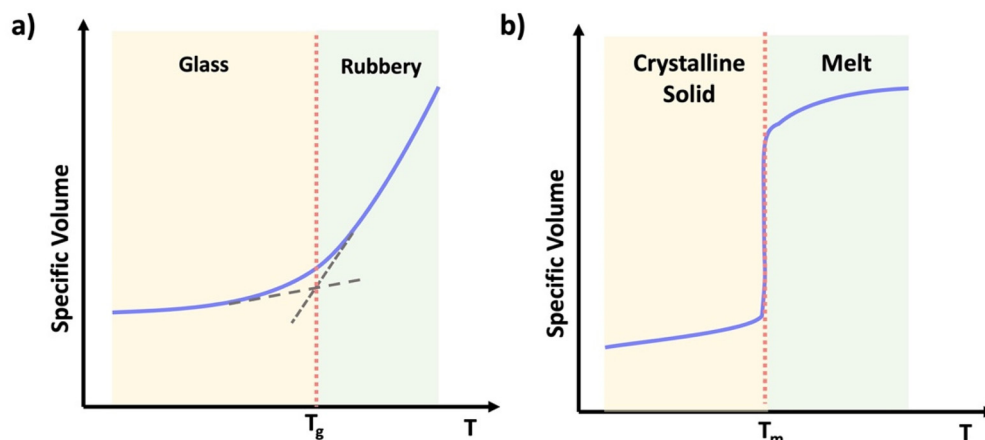 a)
Glass
Rubbery
Specific Volume
Tg
T
b)
Crystalline
Solid
Melt
Specific Volume
Tm
T